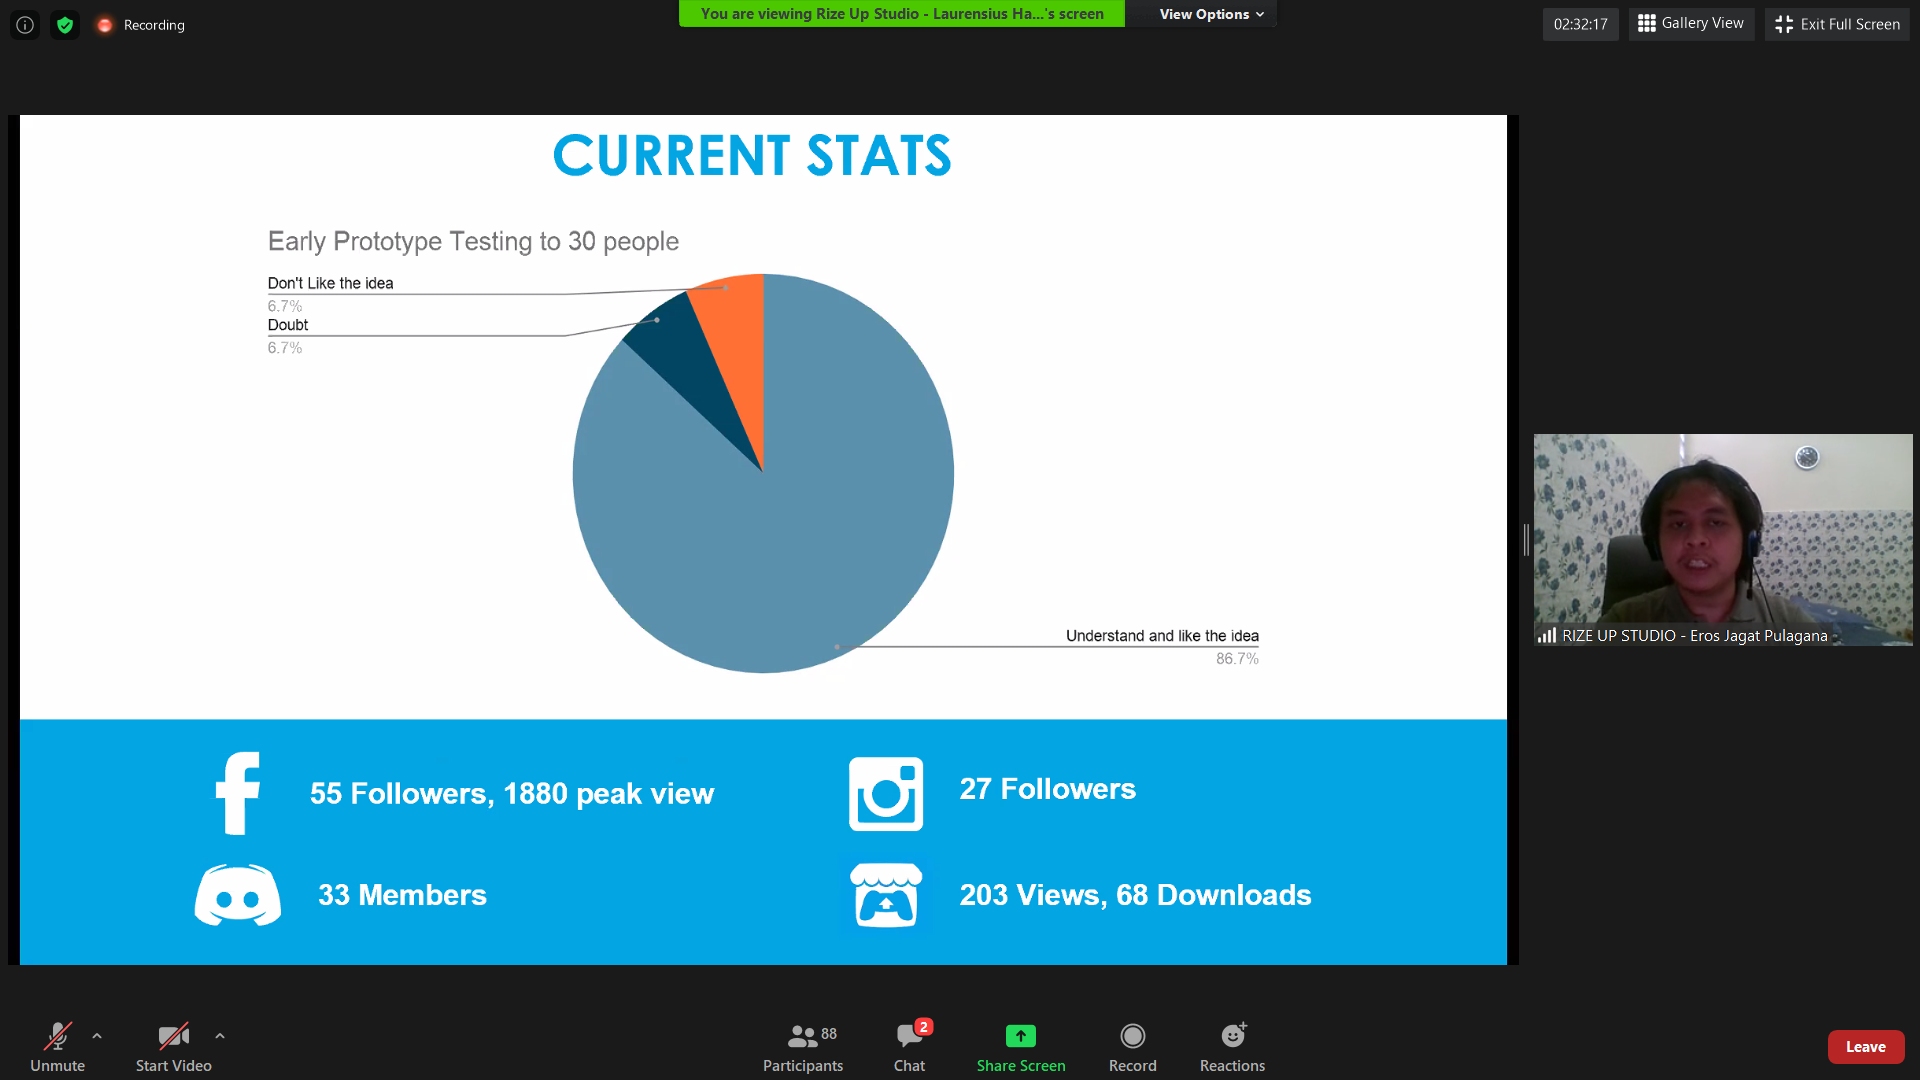 Recording
You are viewing Rize Up Studio - Laurensius Ha...'s screen
View Options
02:32:17
Gallery View
Exit Full Screen
CURRENT STATS
Early Prototype Testing to 30 people
Don't Like the idea
6.7%
Doubt
6.7%
Understand and like the idea
86.7%
RIZE UP STUDIO - Eros Jagat Pulagana
55 Followers, 1880 peak view
27 Followers
33 Members
203 Views, 68 Downloads
Unmute
Start Video
88
Participants
2
Chat
Share Screen
Record
Reactions
Leave